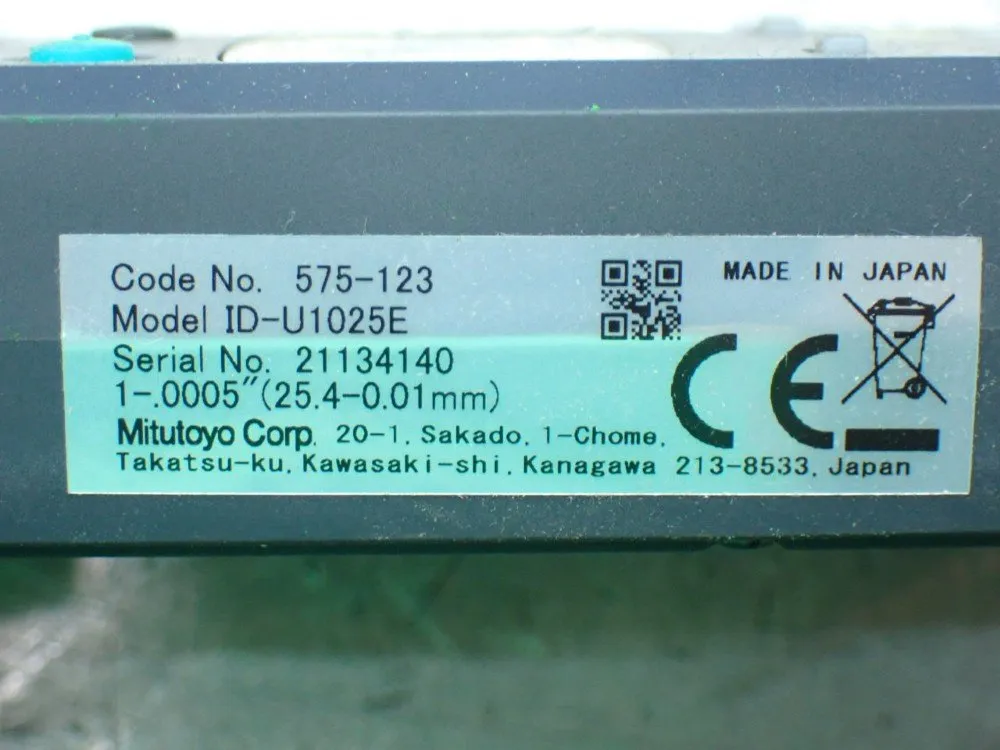 Code No. 575-123
MADE IN JAPAN
Model ID-U1025E
Serial No. 21134140
1-.0005″(25.4-0.01mm)
CE
Mitutoyo Corp. 20-1, Sakado, 1-Chome,
Takatsu-ku, Kawasaki-shi, Kanagawa 213-8533, Japan